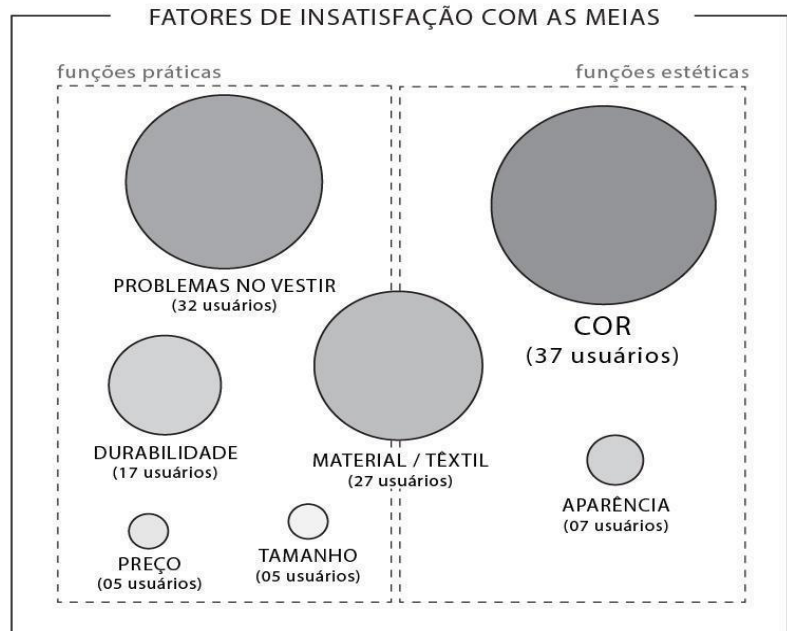 FATORES DE INSATISFAÇÃO COM AS MEIAS
funções práticas
funções estéticas
PROBLEMAS NO VESTIR
(32 usuários)
COR
(37 usuários)
DURABILIDADE
(17 usuários)
MATERIAL / TÊXTIL
(27 usuários)
APARÊNCIA
(07 usuários)
PREÇO
(05 usuários)
TAMANHO
(05 usuários)